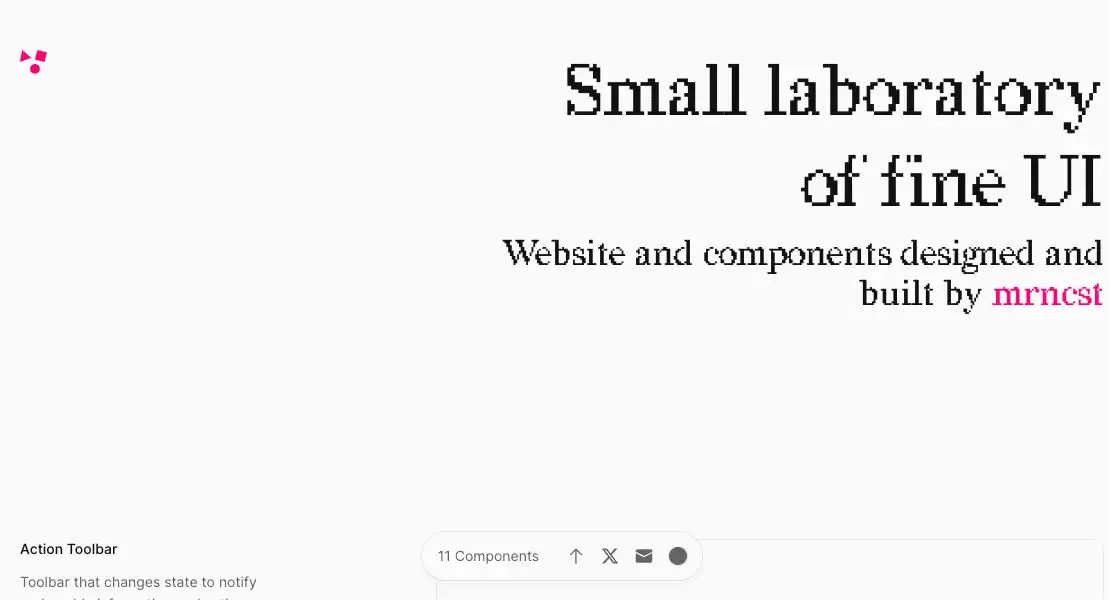 Small laboratory
of fine UI
Website and components designed and
built by mrncst
Action Toolbar
11 Components
Toolbar that changes state to notify